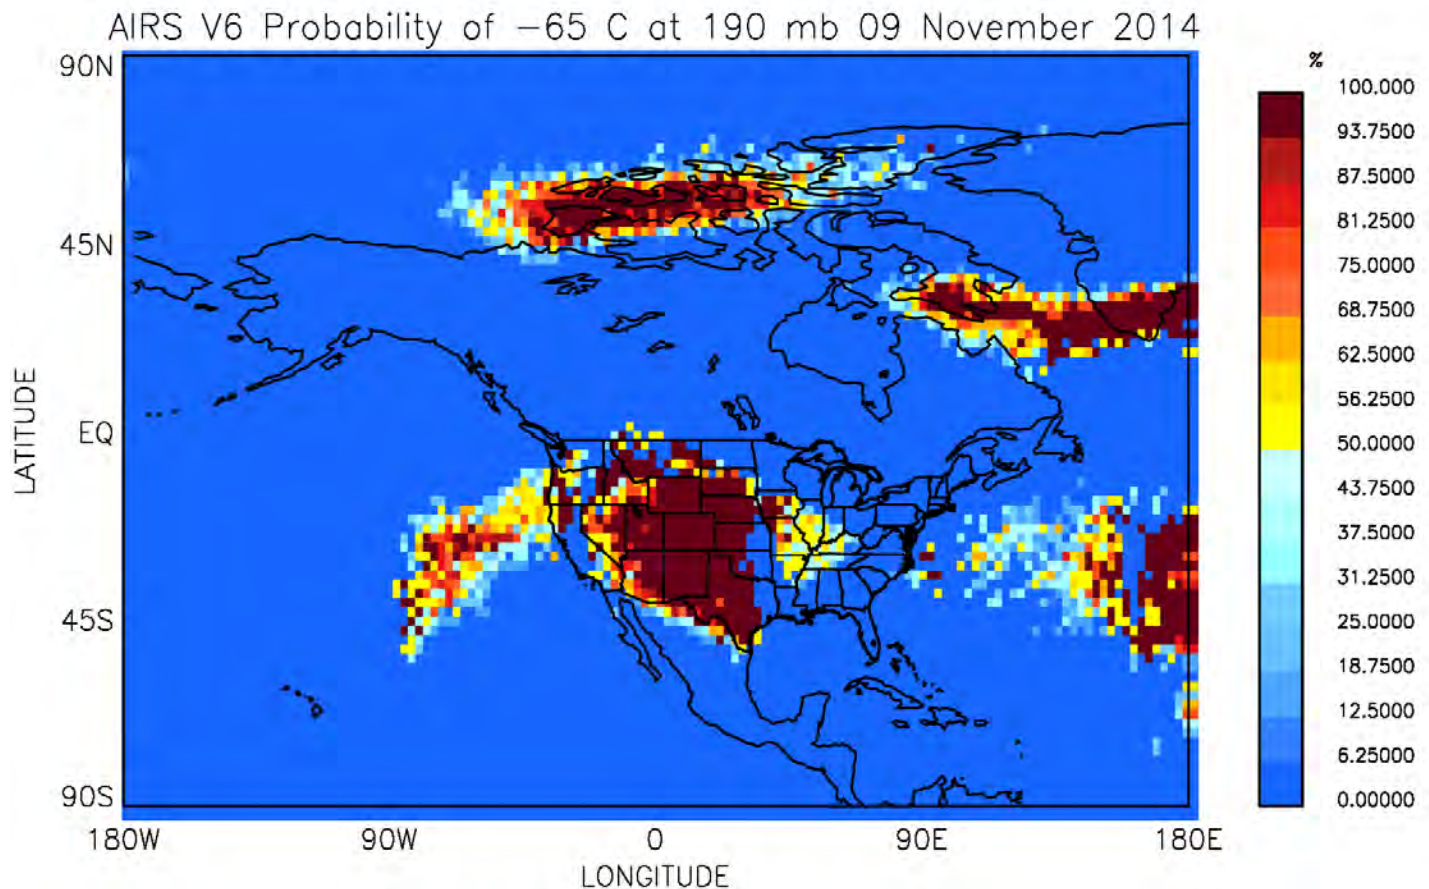 AIRS V6 Probability of -65 C at 190 mb 09 November 2014
%
90N
45N
EQ
45S
90S
LATITUDE
180W 90W 0 90E 180E
LONGITUDE
100.000
93.7500
87.5000
81.2500
75.0000
68.7500
62.5000
56.2500
50.0000
43.7500
37.5000
31.2500
25.0000
18.7500
12.5000
6.25000
0.00000